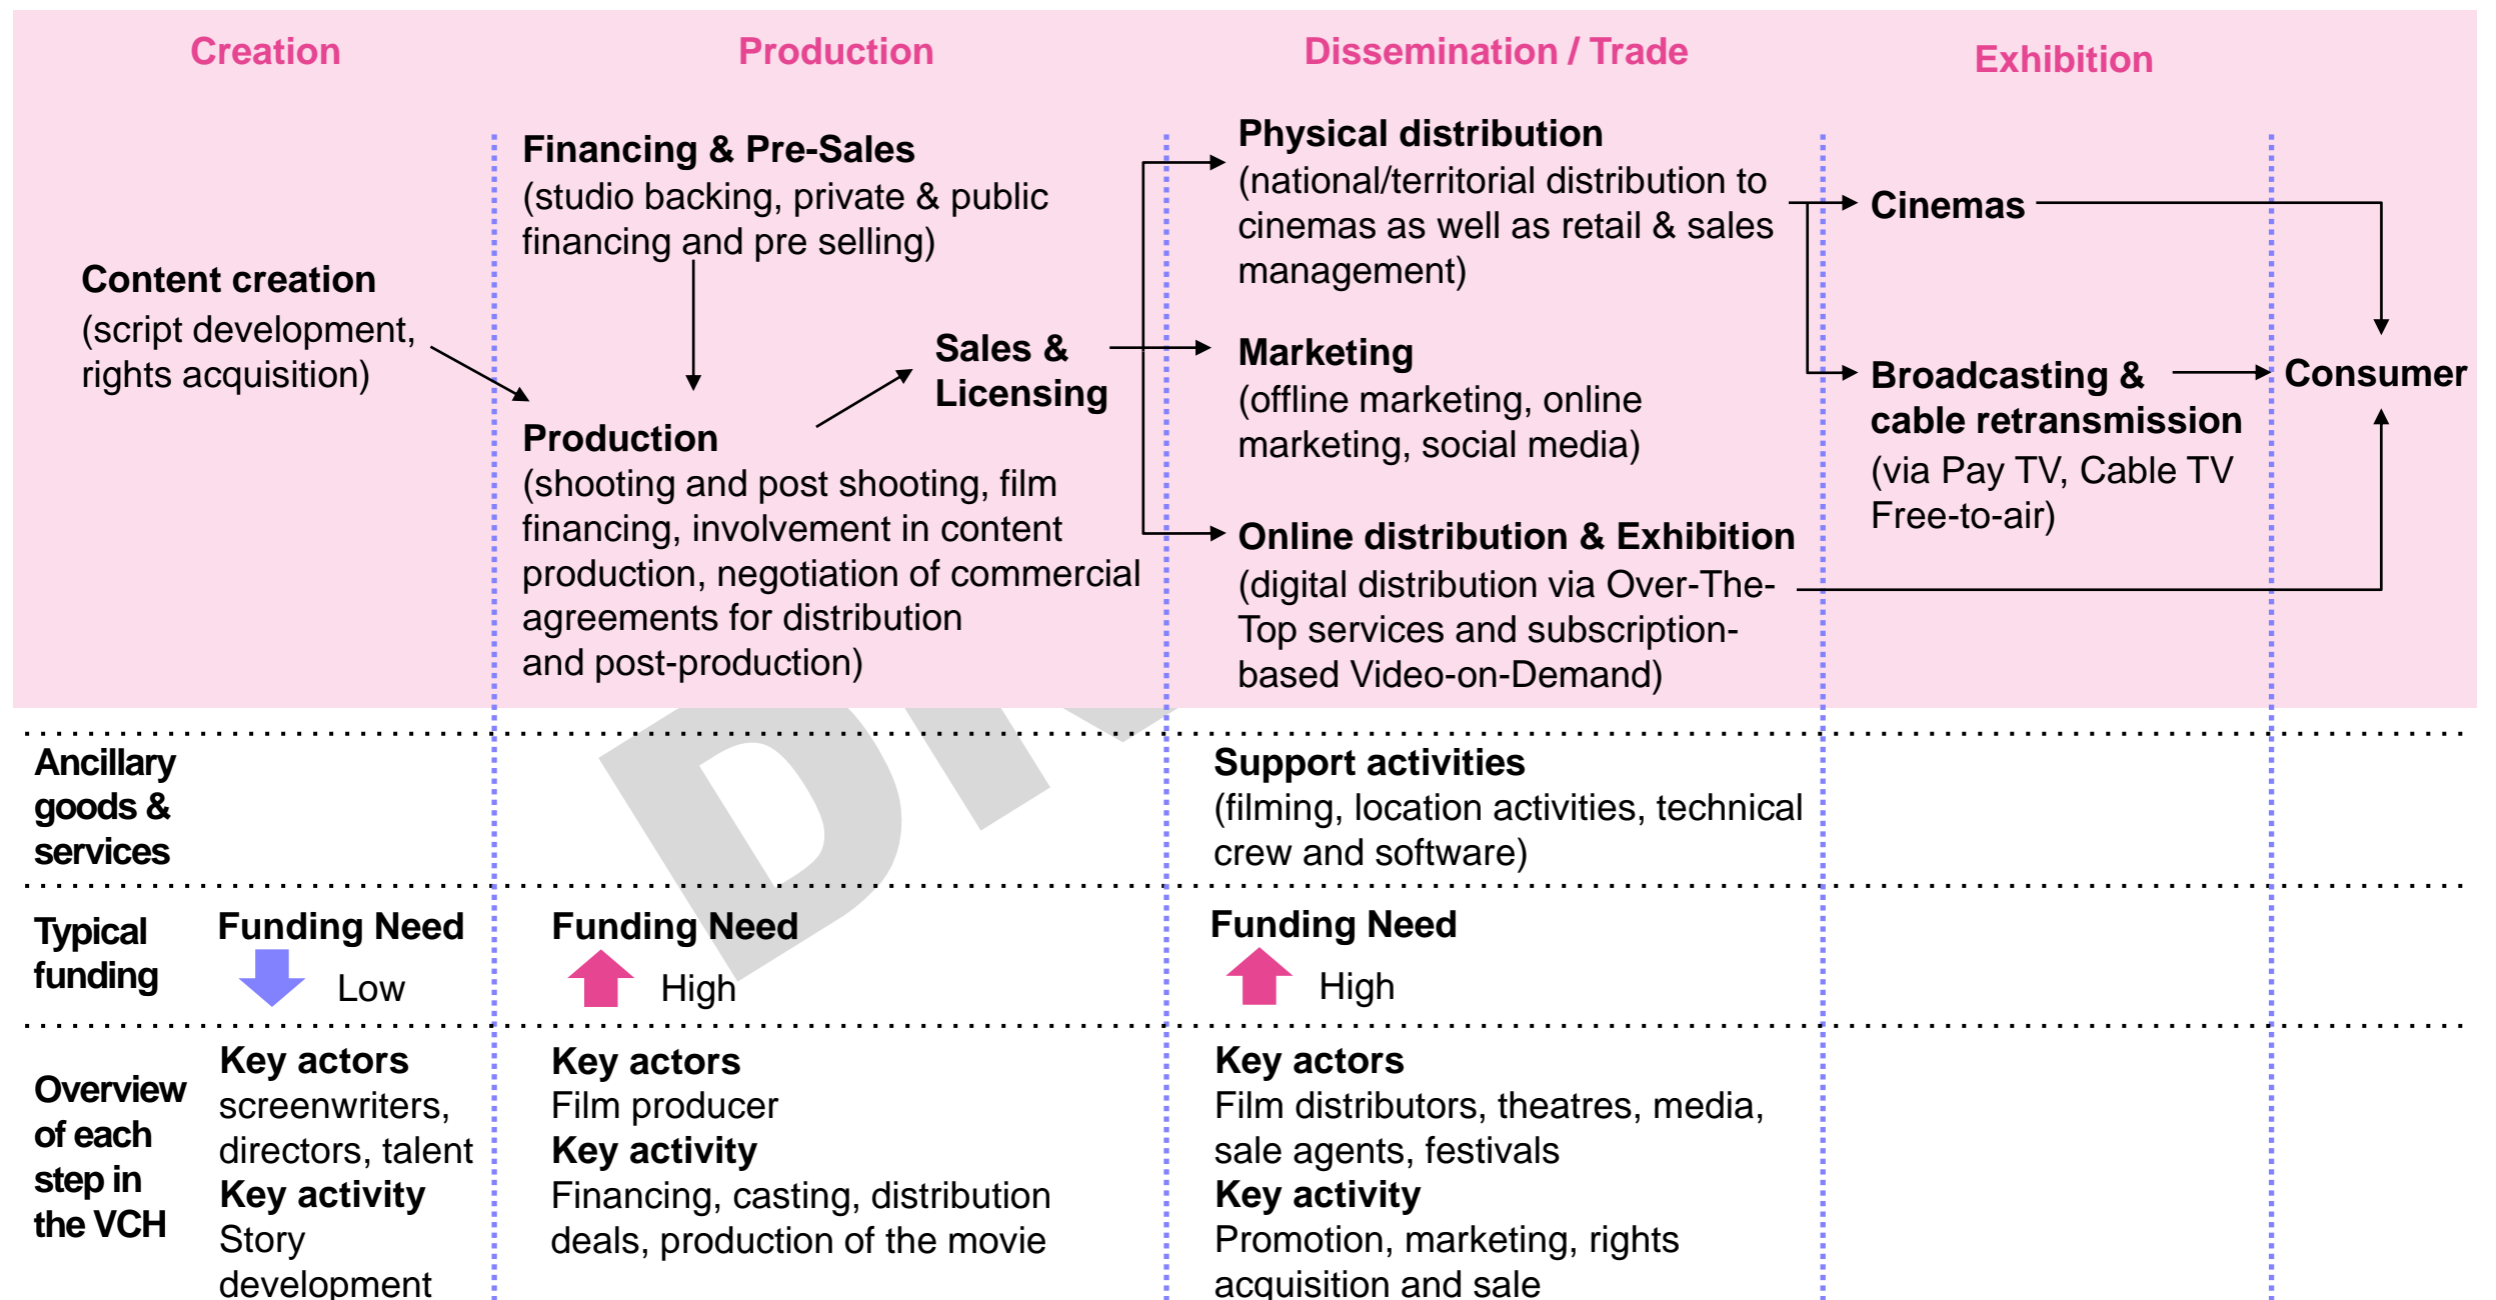 Creation
Production
Dissemination / Trade
Exhibition
Content creation
(script development,
rights acquisition)
Financing & Pre-Sales
(studio backing, private & public
financing and pre selling)
Production
(shooting and post shooting, film
financing, involvement in content
production, negotiation of commercial
agreements for distribution
and post-production)
Sales &
Licensing
Physical distribution
(national/territorial distribution to
cinemas as well as retail & sales
management)
Marketing
(offline marketing, online
marketing, social media)
Online distribution & Exhibition
(digital distribution via Over-The-
Top services and subscription-
based Video-on-Demand)
Cinemas
Broadcasting &
cable retransmission
(via Pay TV, Cable TV
Free-to-air)
Consumer
Ancillary
goods &
services
Support activities
(filming, location activities, technical
crew and software)
Typical
funding
Funding Need
Low
Funding Need
High
Funding Need
High
Overview
of each
step in
the VCH
Key actors
screenwriters,
directors, talent
Key activity
Story
development
Key actors
Film producer
Key activity
Financing, casting, distribution
deals, production of the movie
Key actors
Film distributors, theatres, media,
sale agents, festivals
Key activity
Promotion, marketing, rights
acquisition and sale